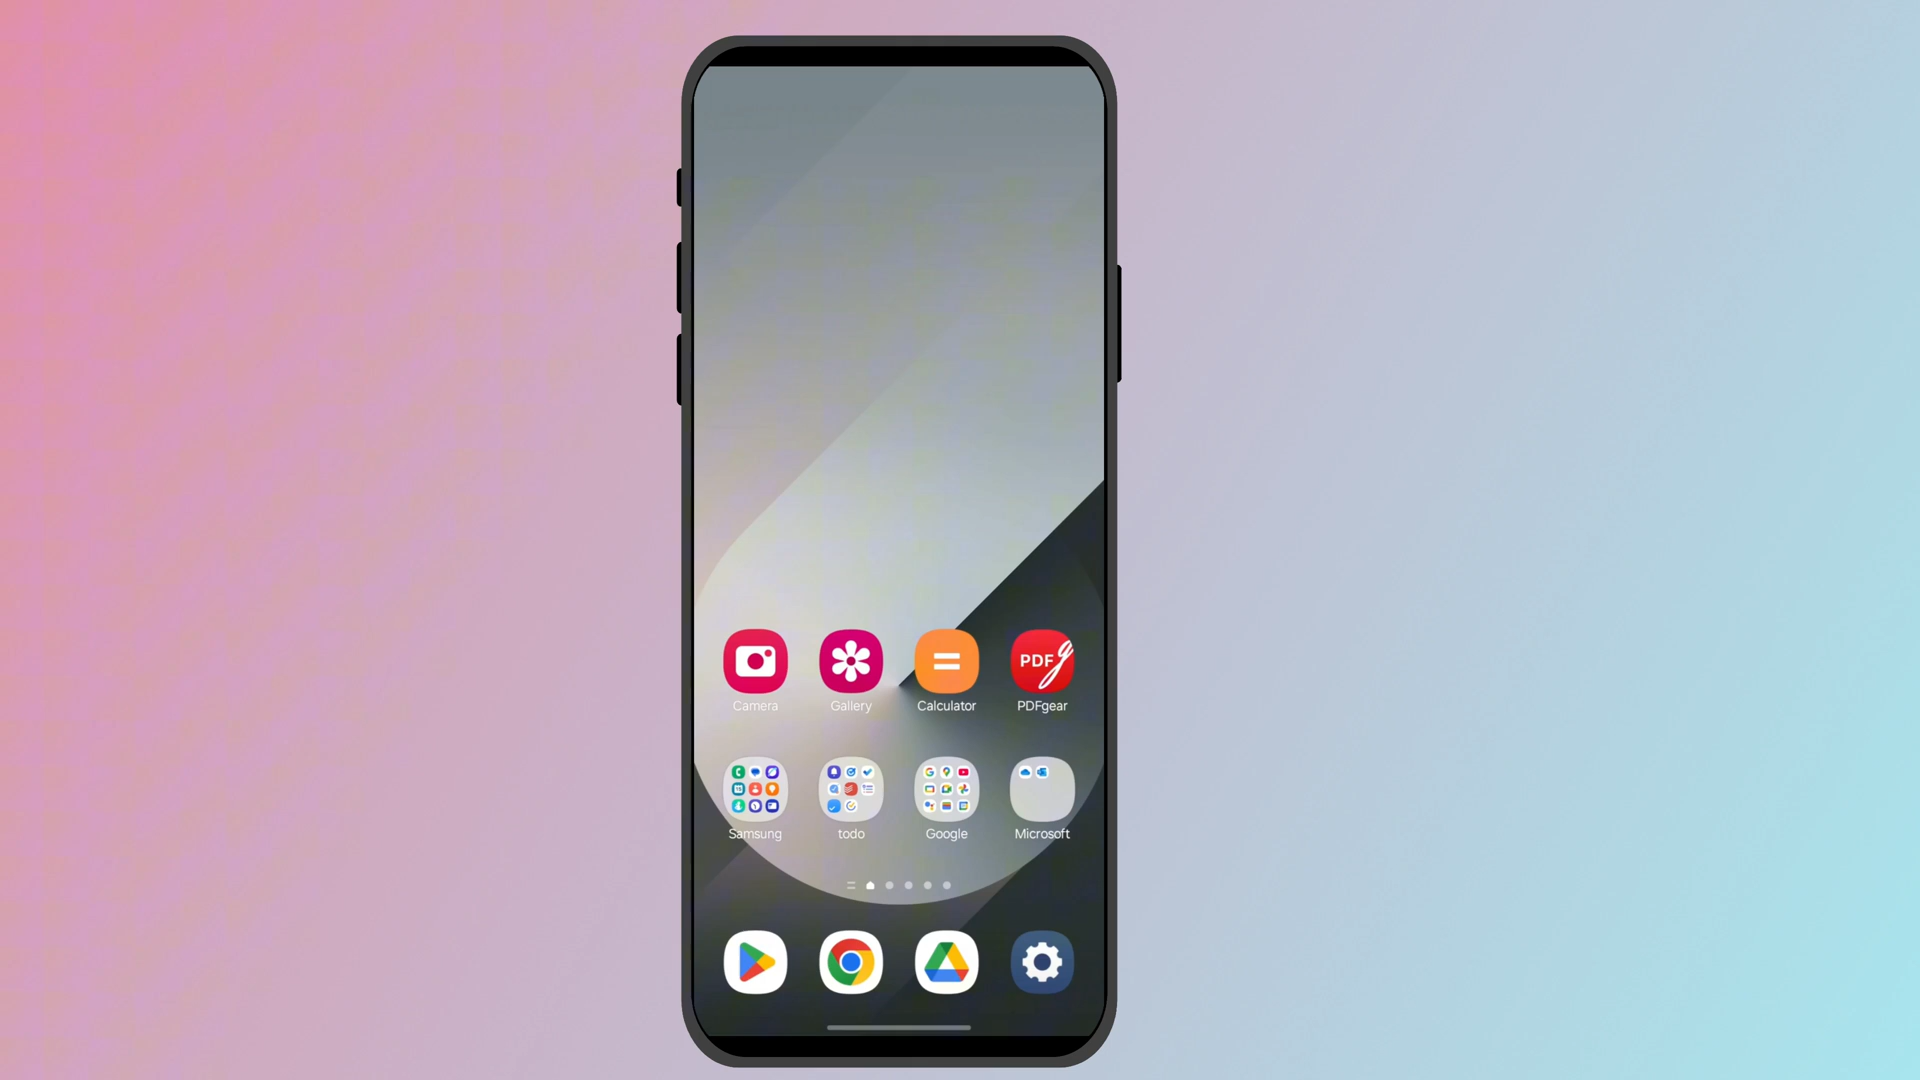 PDF
Camera
Gallery
Calculator
PDFgear
Samsung
todo
Google
Microsoft